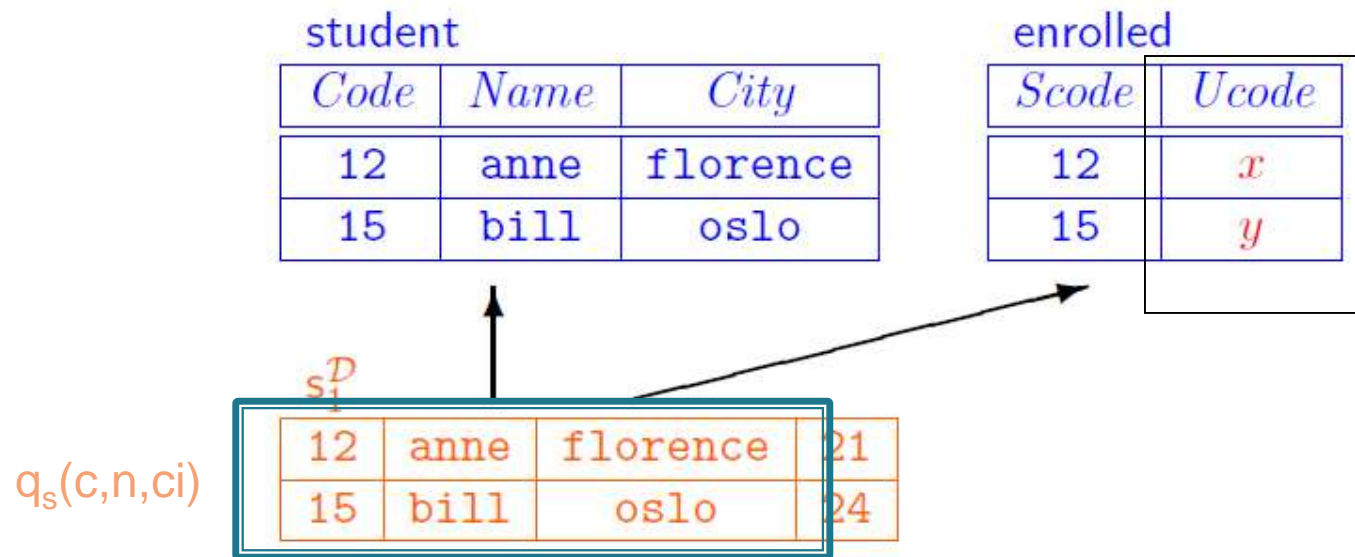 student enrolled
Code Name City Scode Ucode
12 anne florence 12 x
15 bill oslo 15 y
s₁ᴰ
12 anne florence 21
qₛ(c,n,ci)
15 bill oslo 24